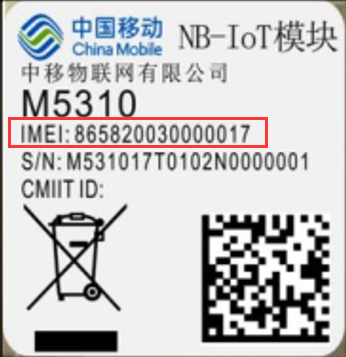 中国移动
China Mobile
NB-IoT模块
中移物联网有限公司
M5310
IMEI: 865820030000017
S/N: M531017T0102N0000001
CMIIT ID: